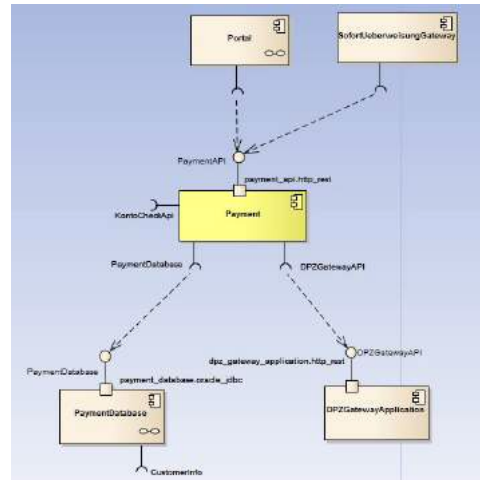 Portal
SofortUeberweisungGateway
PaymentAPI
payment_api.http_rest
KontoCheckApi
Payment
PaymentDatabase
DPZGatewayAPI
dpz_gateway_application.http_rest
DPZGatewayAPI
PaymentDatabase
payment_database.oracle_jdbc
PaymentDatabase
DPZGatewayApplication
CustomerInfo